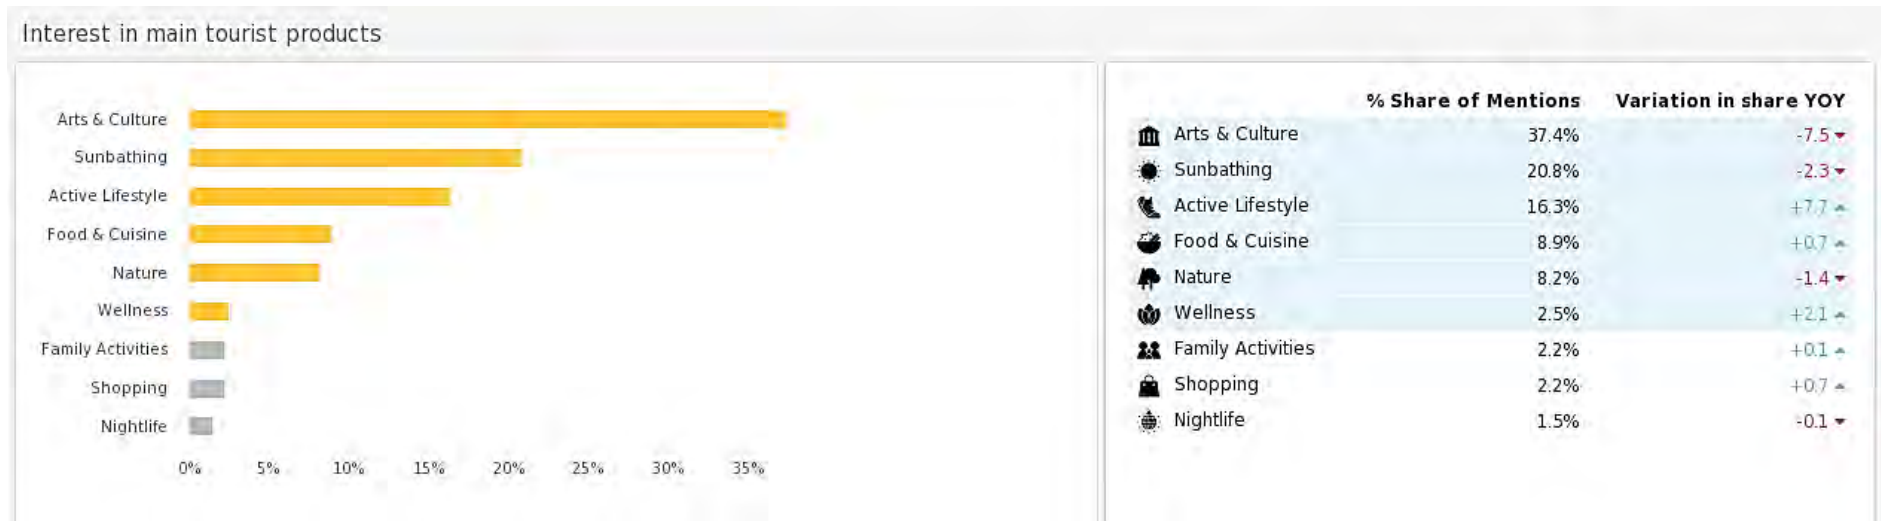 Interest in main tourist products
Arts & Culture
Sunbathing
Active Lifestyle
Food & Cuisine
Nature
Wellness
Family Activities
Shopping
Nightlife
0% 5% 10% 15% 20% 25% 30% 35%
% Share of Mentions Variation in share YOY
Arts & Culture 37.4% -7.5
Sunbathing 20.8% -2.3
Active Lifestyle 16.3% +7.7
Food & Cuisine 8.9% +0.7
Nature 8.2% -1.4
Wellness 2.5% +2.1
Family Activities 2.2% +0.1
Shopping 2.2% +0.7
Nightlife 1.5% -0.1